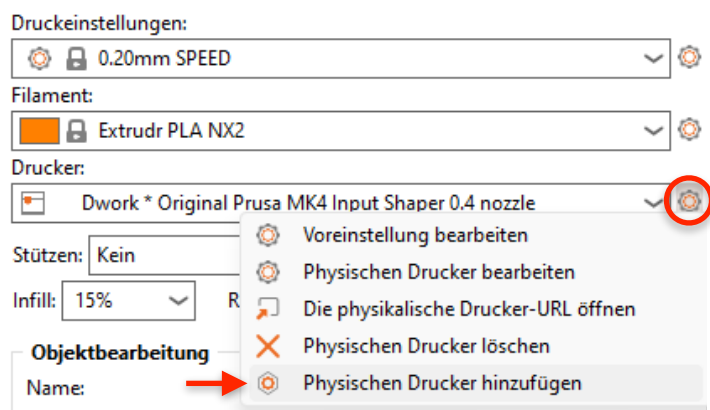 Druckeinstellungen:
0.20mm SPEED
Filament:
Extrudr PLA NX2
Drucker:
Dwork * Original Prusa MK4 Input Shaper 0.4 nozzle
Voreinstellung bearbeiten
Stützen: Kein
Physischen Drucker bearbeiten
Infill: 15% R
Die physikalische Drucker-URL öffnen
Objektbearbeitung
Physischen Drucker löschen
Name:
Physischen Drucker hinzufügen